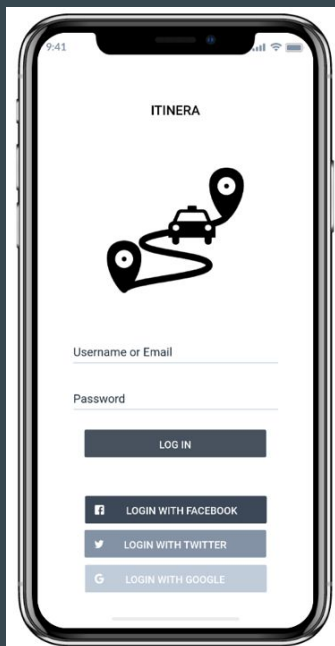 9:41
ITINERA
Username or Email
Password
LOG IN
LOGIN WITH FACEBOOK
LOGIN WITH TWITTER
G LOGIN WITH GOOGLE